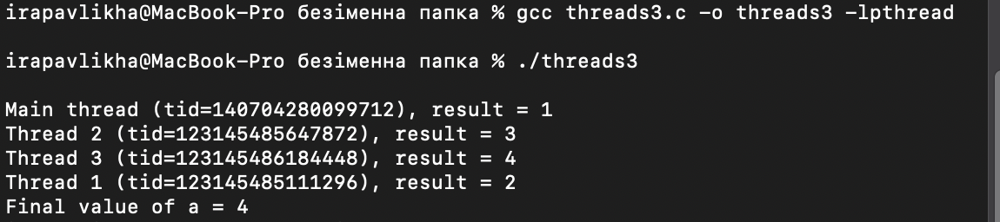 irapavlikha@MacBook-Pro безіменна папка % gcc threads3.c -o threads3 -lpthread
irapavlikha@MacBook-Pro безіменна папка % ./threads3
Main thread (tid=140704280099712), result = 1
Thread 2 (tid=123145485647872), result = 3
Thread 3 (tid=123145486184448), result = 4
Thread 1 (tid=123145485111296), result = 2
Final value of a = 4